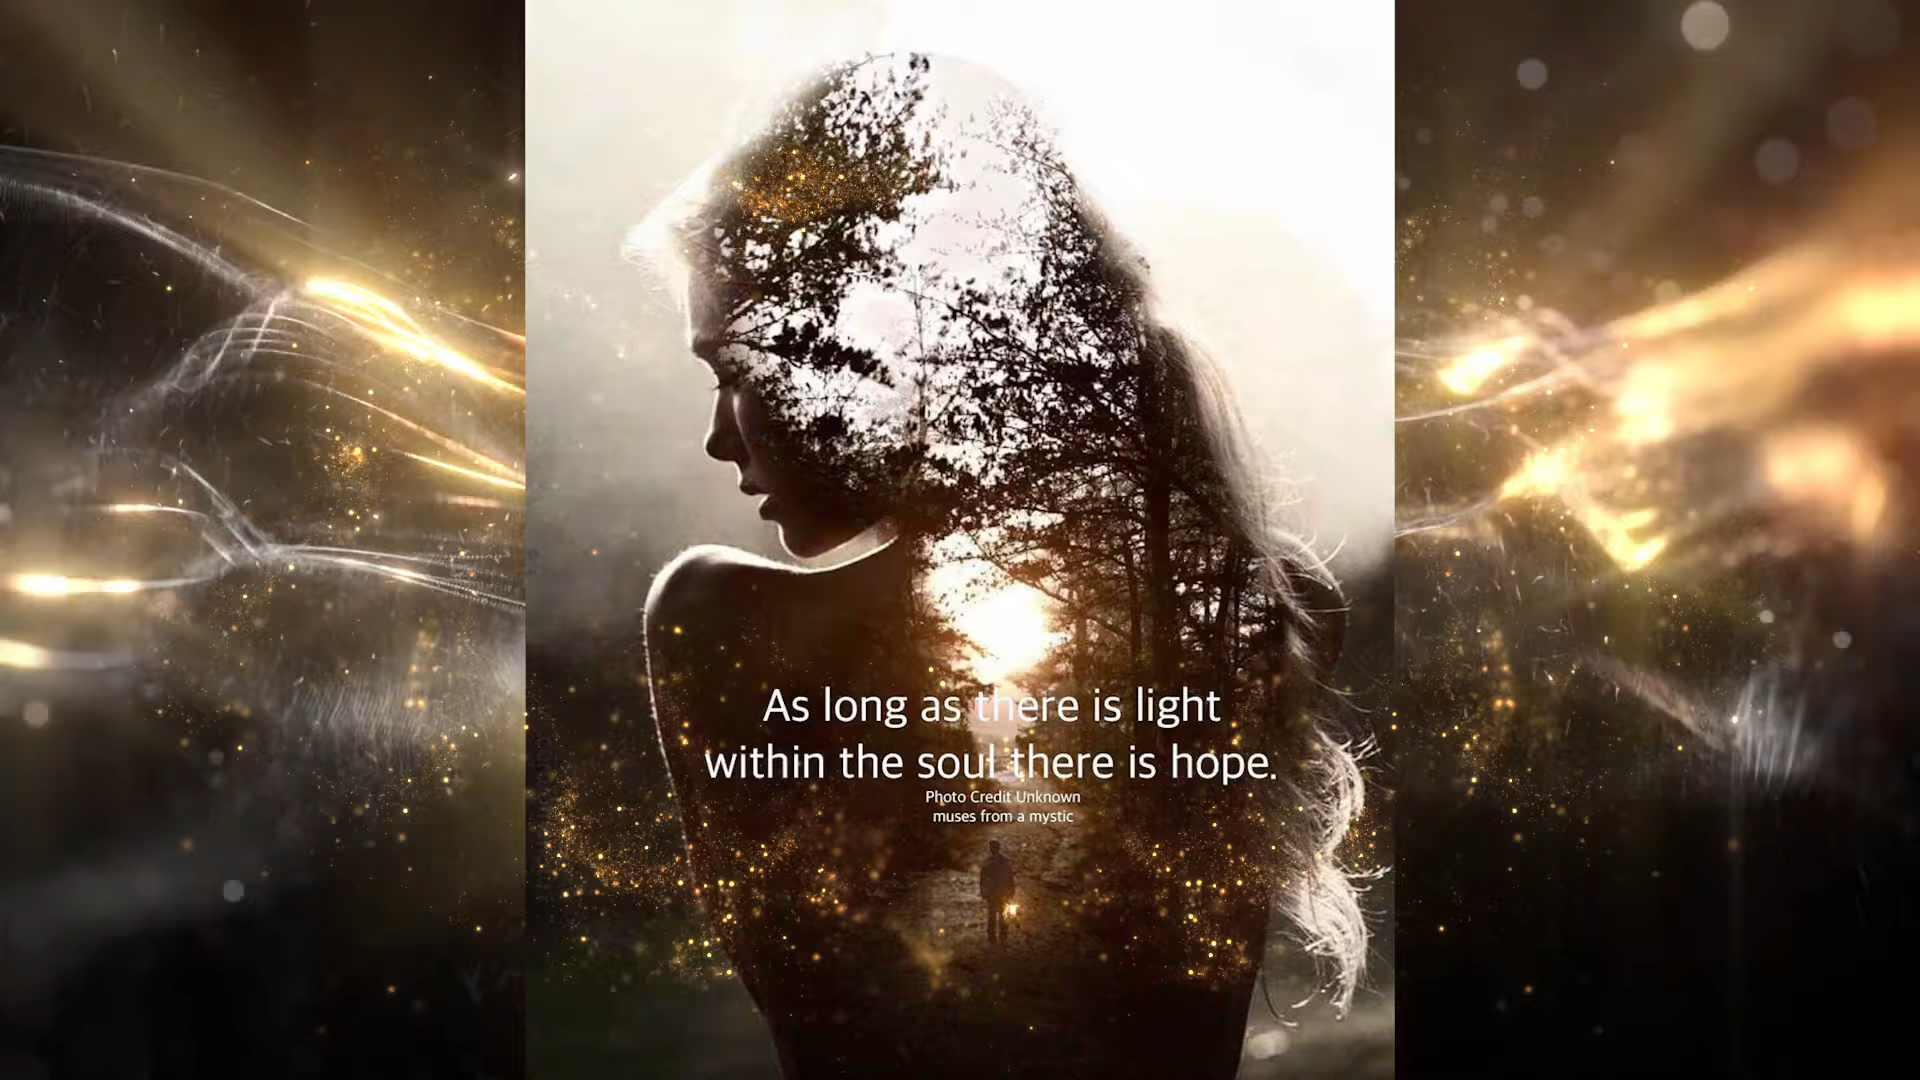 As long as there is light
within the soul there is hope.
Photo Credit Unknown
muses from a mystic